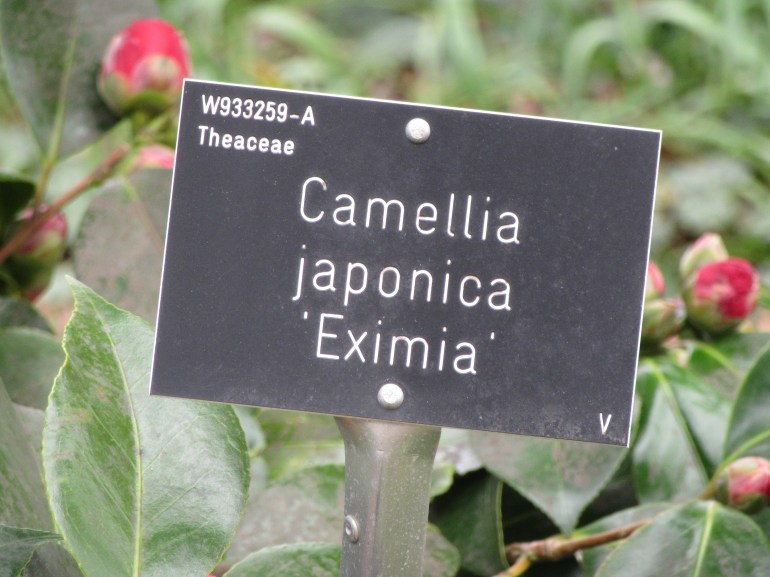 W933259-A
Theaceae
Camellia
japonica
'Eximia'
V